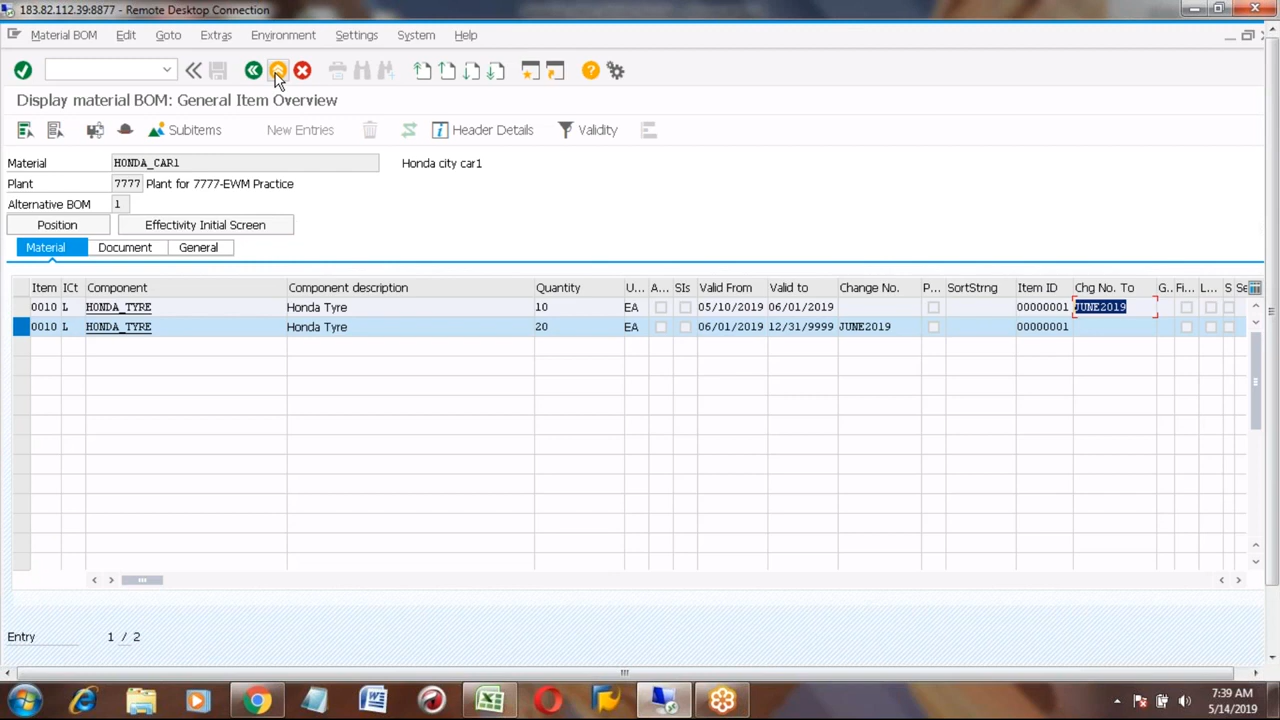 183.82.112.39:8877 - Remote Desktop Connection
Material BOM Edit Goto Extras Environment Settings System Help
Display material BOM: General Item Overview
Subitems New Entries Header Details Validity
Material HONDA_CAR1 Honda city car1
Plant 7777 Plant for 7777-EWM Practice
Alternative BOM 1
Position Effectivity Initial Screen
Material Document General
Item ICt Component Component description Quantity U... A... SIs Valid From Valid to Change No. P... SortStrng Item ID Chg No. To G.. Fi... L... S Se
0010 L HONDA_TYRE Honda Tyre 10 EA 05/10/2019 06/01/2019 00000001 JUNE2019
0010 L HONDA_TYRE Honda Tyre 20 EA 06/01/2019 12/31/9999 JUNE2019 00000001
Entry 1 / 2
7:39 AM
5/14/2019